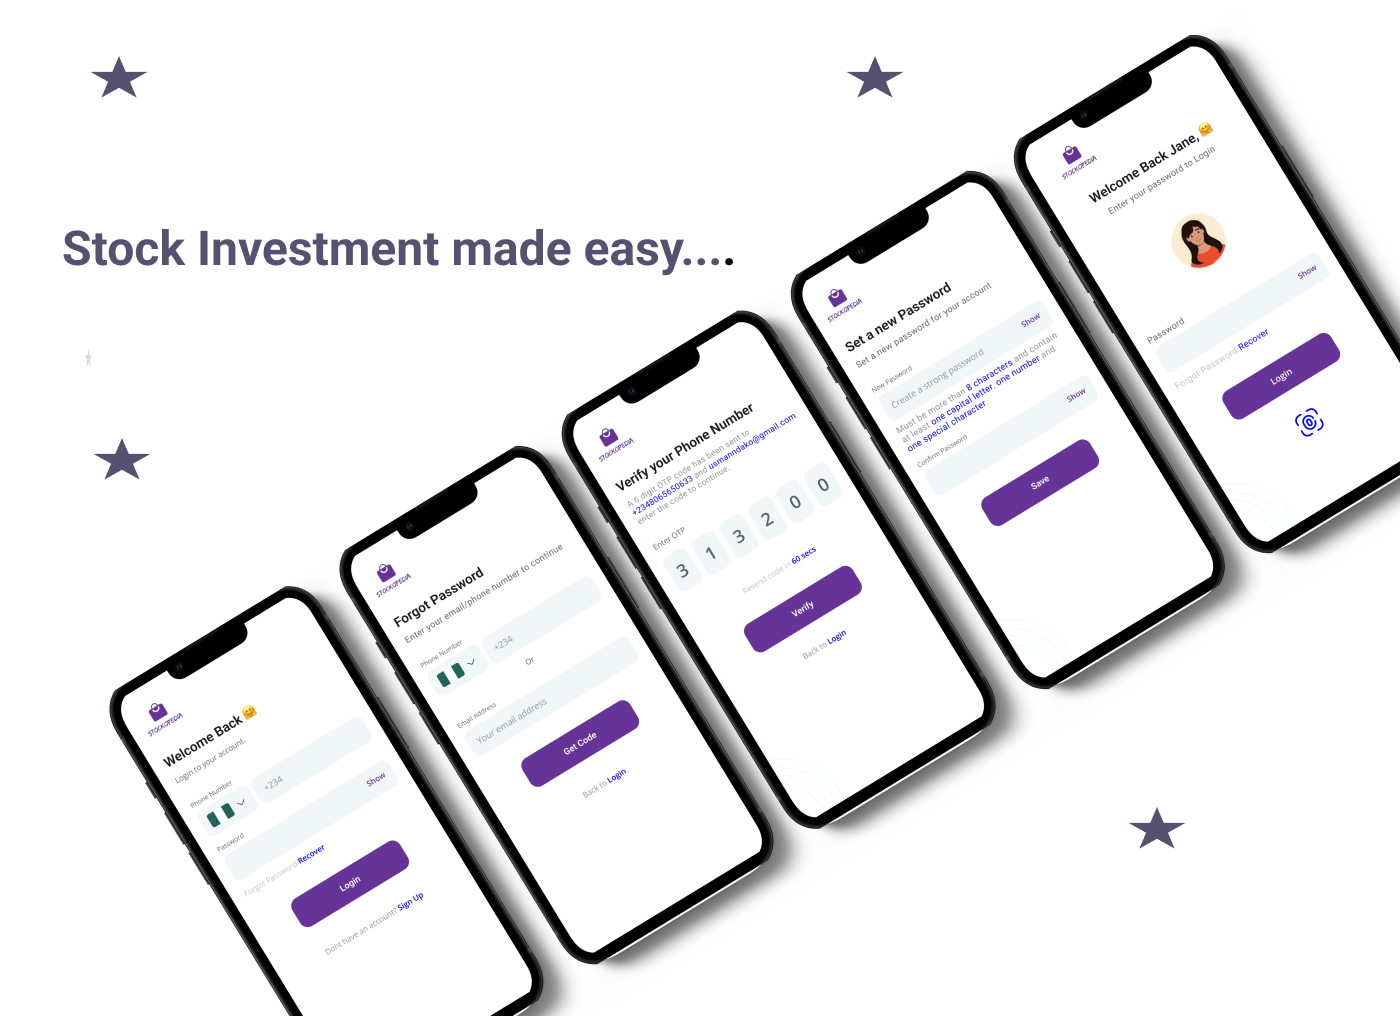 Stock Investment made easy....
STOCKOPEDIA
Welcome Back 🤗
Login to your account.
Phone Number
+234
Password
Show
Forgot Password Recover
Login
Dont have an account? Sign Up
STOCKOPEDIA
Forgot Password
Enter your email/phone number to continue
Phone Number
+234
Or
Email Address
Your email address
Get Code
Back to Login
STOCKOPEDIA
Verify your Phone Number
A 6 digit OTP code has been sent to
+2348065650633 and usmanndako@gmail.com
enter the code to continue.
Enter OTP
3 1 3 2 0 0
Resend code in 60 secs
Verify
Back to Login
STOCKOPEDIA
Set a new Password
Set a new password for your account
New Password
Create a strong password
Show
Must be more than 8 characters and contain
at least one capital letter, one number and
one special character
Confirm Password
Show
Save
STOCKOPEDIA
Welcome Back Jane, 🤗
Enter your password to Login
Password
Show
Forgot Password Recover
Login